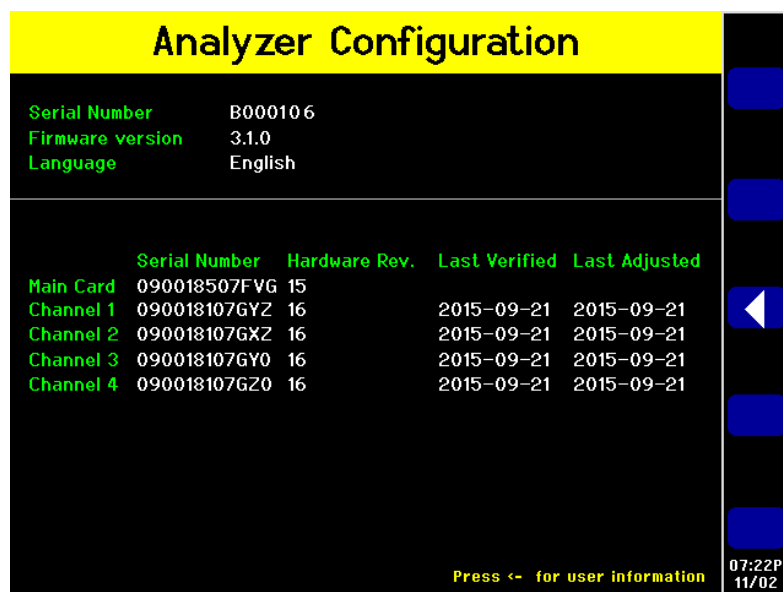 Analyzer Configuration
Serial Number B000106
Firmware version 3.1.0
Language English
Serial Number Hardware Rev. Last Verified Last Adjusted
Main Card 090018507FVG 15
Channel 1 090018107GYZ 16 2015-09-21 2015-09-21
Channel 2 090018107GXZ 16 2015-09-21 2015-09-21
Channel 3 090018107GY0 16 2015-09-21 2015-09-21
Channel 4 090018107GZ0 16 2015-09-21 2015-09-21
Press <- for user information
07:22P
11/02